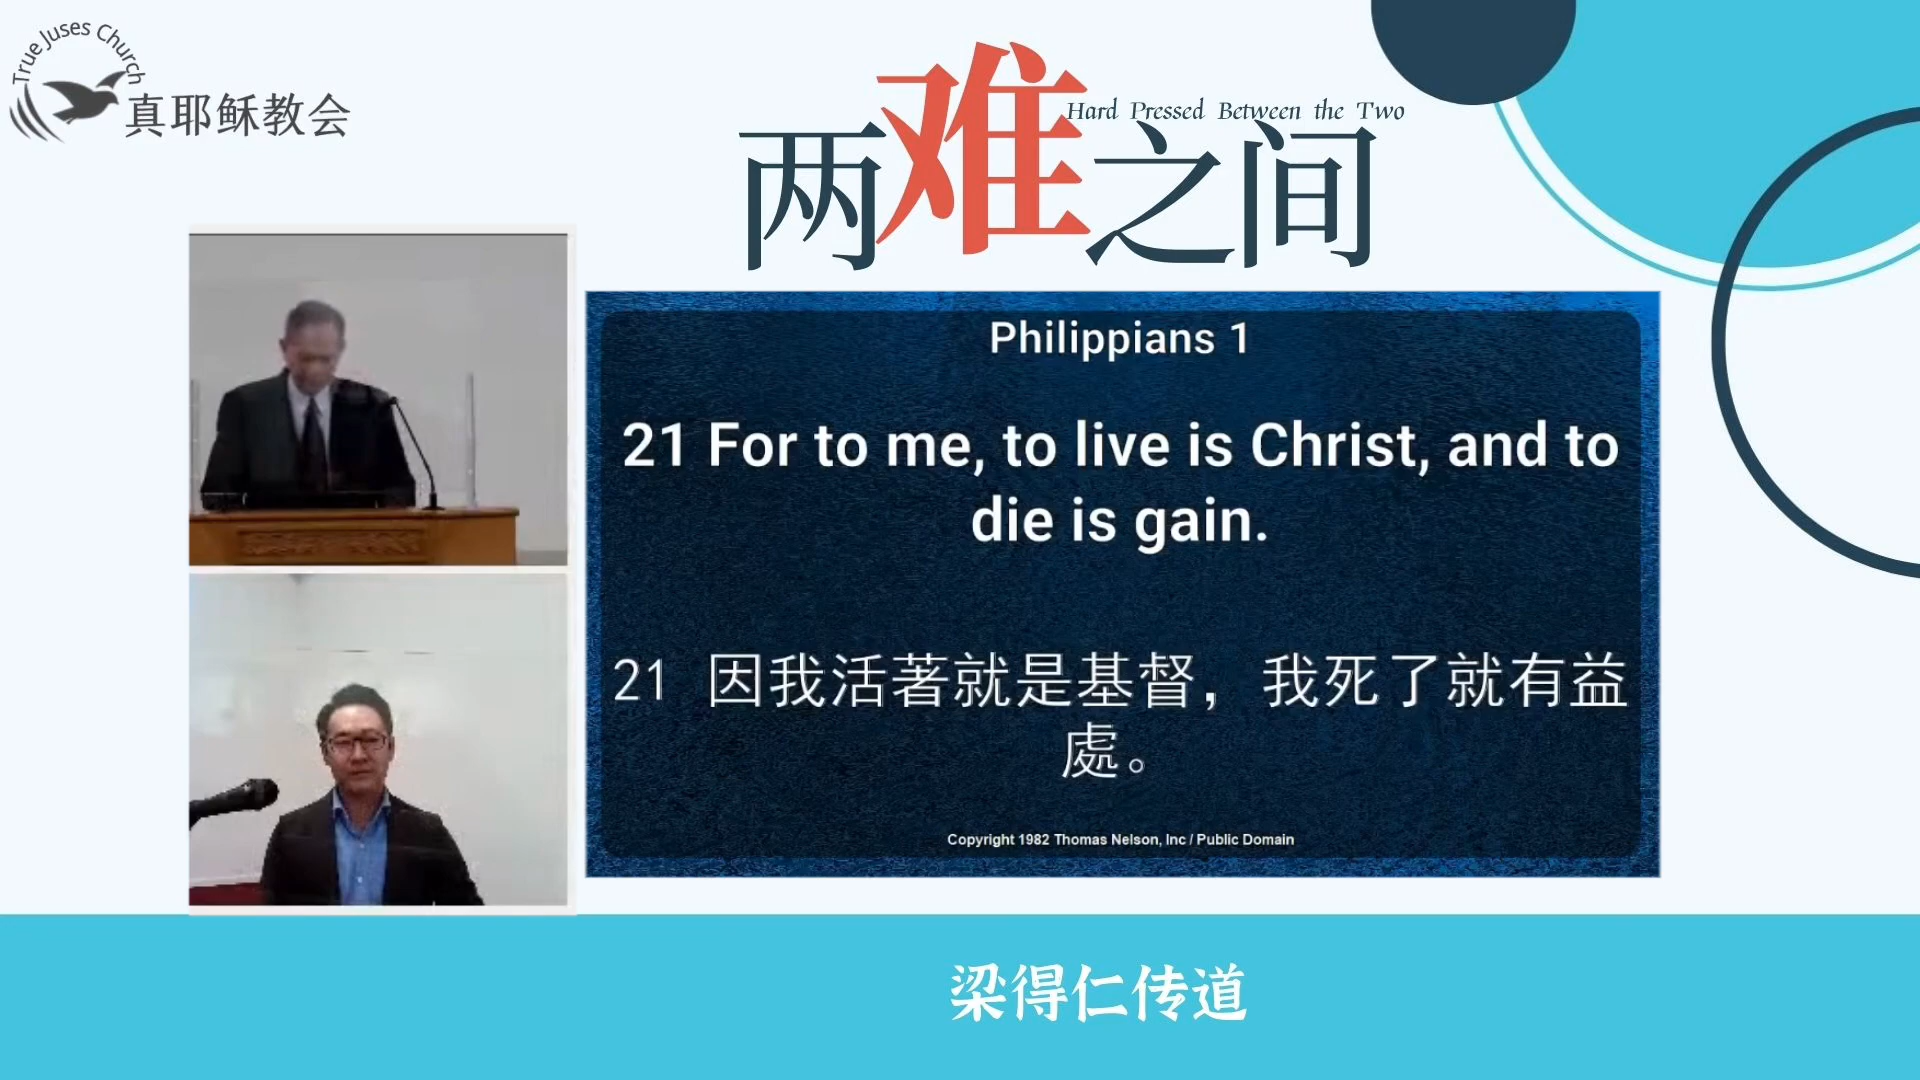 True Juses Church
真耶稣教会
Hard Pressed Between the Two
两难之间
Philippians 1
21 For to me, to live is Christ, and to
die is gain.
21 因我活著就是基督，我死了就有益
處。
Copyright 1982 Thomas Nelson, Inc / Public Domain
梁得仁传道